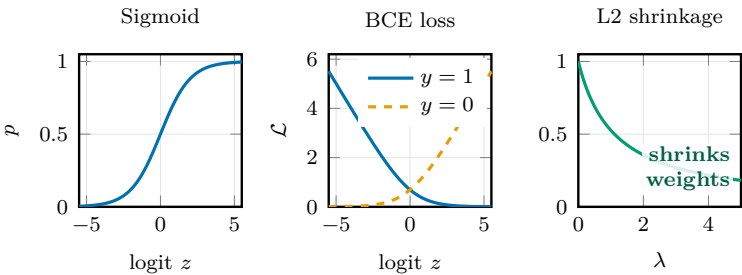 Sigmoid
1
0.5
0
−5
0
5
p
logit z
BCE loss
6
4
2
0
−5
0
5
ℒ
logit z
y = 1
y = 0
L2 shrinkage
1
0.5
0
0
2
4
λ
shrinks
weights